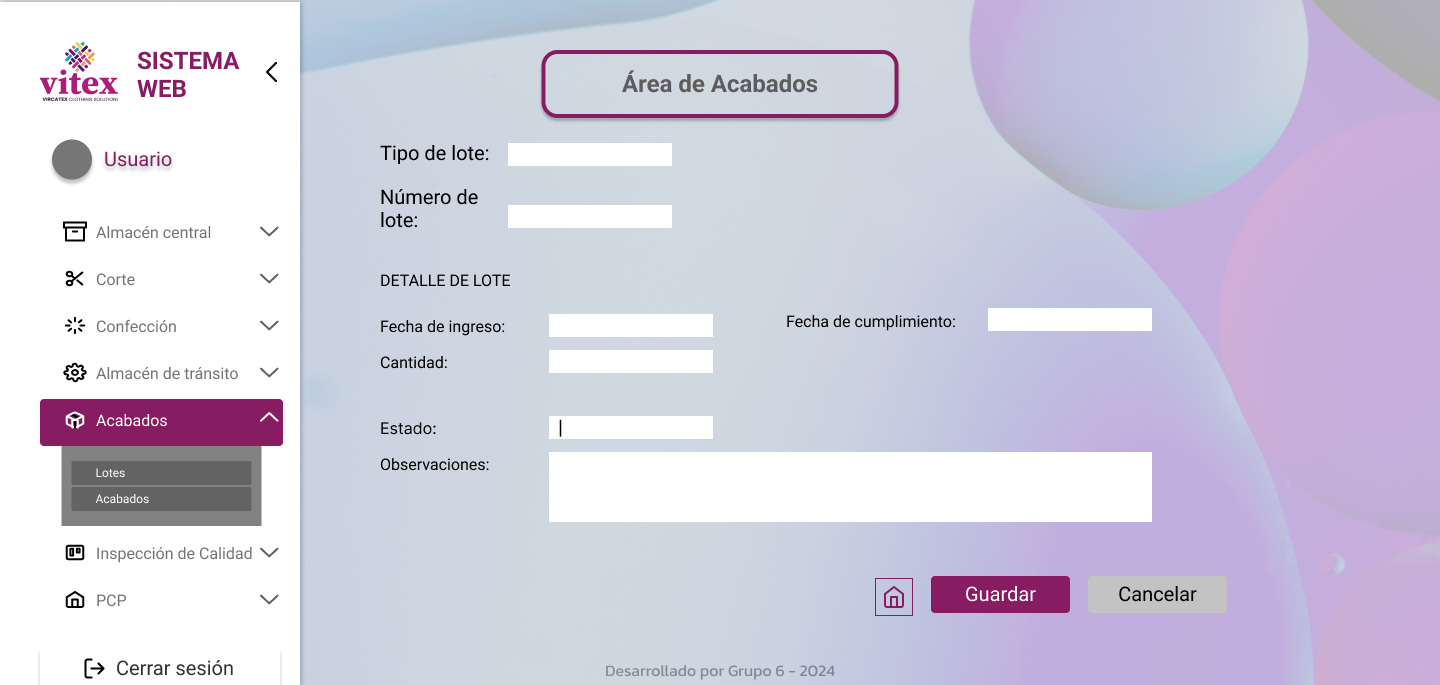 vitex
VIRCATEX CLOTHING SOLUTIONS
SISTEMA
WEB
Usuario
Almacén central
Corte
Confección
Almacén de tránsito
Acabados
Lotes
Acabados
Inspección de Calidad
PCP
Cerrar sesión
Área de Acabados
Tipo de lote:
Número de
lote:
DETALLE DE LOTE
Fecha de ingreso:
Fecha de cumplimiento:
Cantidad:
Estado:
Observaciones:
Guardar
Cancelar
Desarrollado por Grupo 6 - 2024